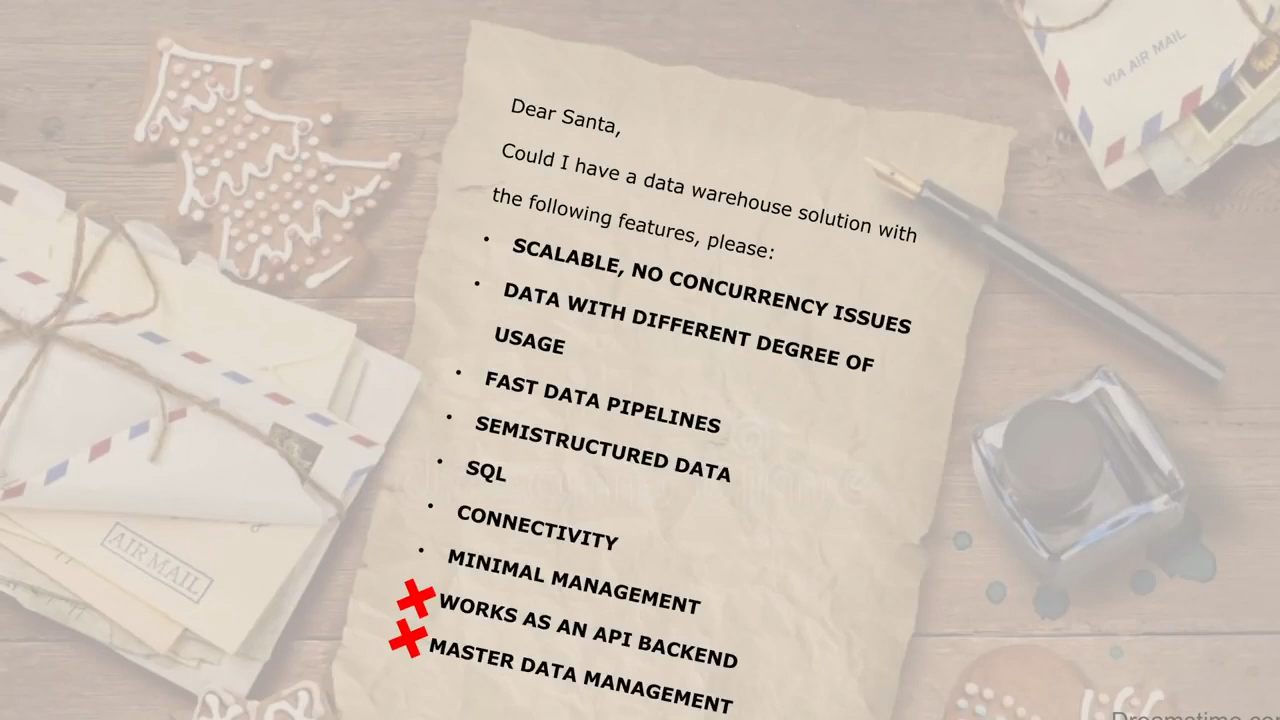 VIA AIR MAIL
Dear Santa,
Could I have a data warehouse solution with
the following features, please:
• SCALABLE, NO CONCURRENCY ISSUES
• DATA WITH DIFFERENT DEGREE OF
USAGE
• FAST DATA PIPELINES
• SEMISTRUCTURED DATA
• SQL
• CONNECTIVITY
• MINIMAL MANAGEMENT
WORKS AS AN API BACKEND
MASTER DATA MANAGEMENT
AIR MAIL